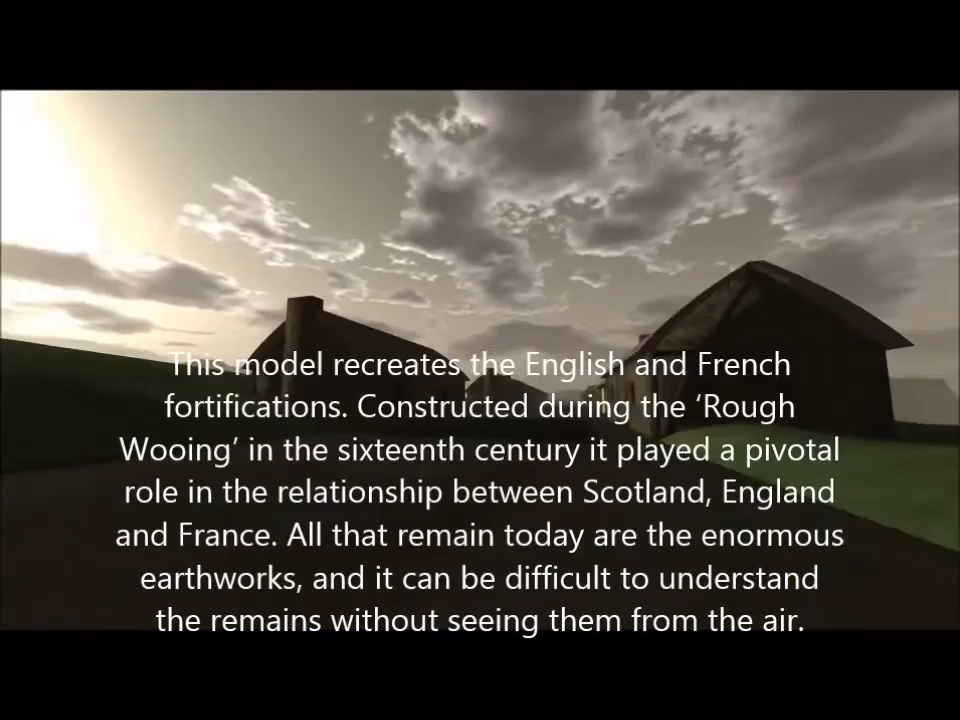 This model recreates the English and French
fortifications. Constructed during the ‘Rough
Wooing’ in the sixteenth century it played a pivotal
role in the relationship between Scotland, England
and France. All that remain today are the enormous
earthworks, and it can be difficult to understand
the remains without seeing them from the air.